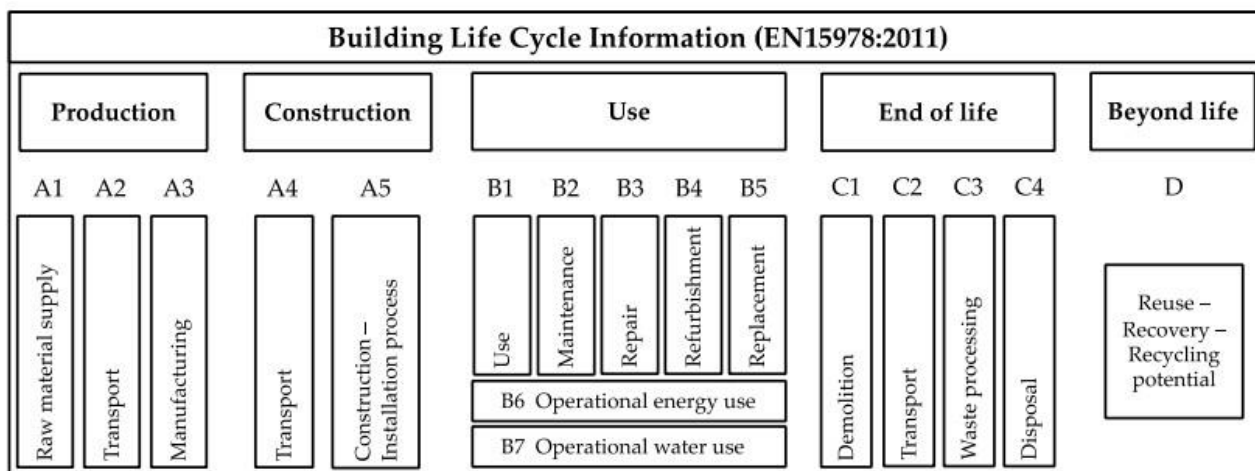 Building Life Cycle Information (EN15978:2011)
Production
Construction
Use
End of life
Beyond life
A1
A2
A3
A4
A5
B1
B2
B3
B4
B5
C1
C2
C3
C4
D
Raw material supply
Transport
Manufacturing
Transport
Construction –
Installation process
Use
Maintenance
Repair
Refurbishment
Replacement
B6 Operational energy use
B7 Operational water use
Demolition
Transport
Waste processing
Disposal
Reuse –
Recovery –
Recycling
potential